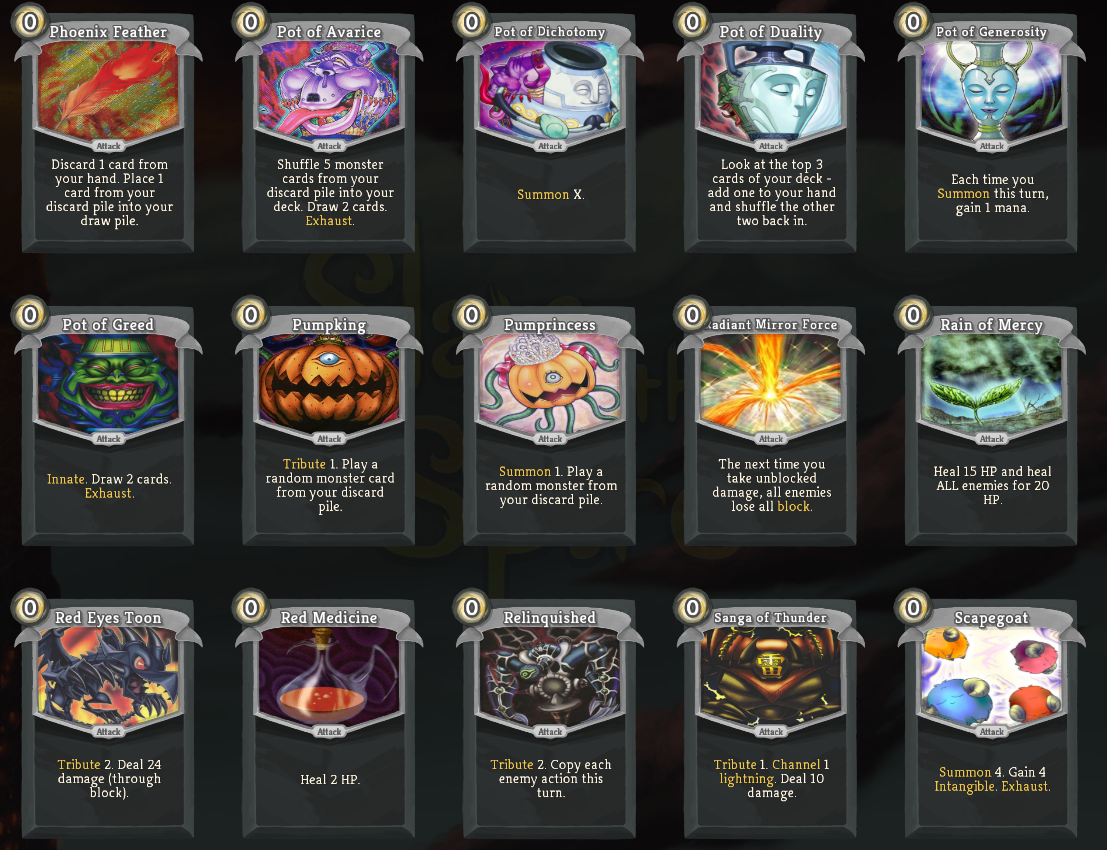 0 Phoenix Feather
Attack
Discard 1 card from
your hand. Place 1
card from your
discard pile into your
draw pile.
0 Pot of Avarice
Attack
Shuffle 5 monster
cards from your
discard pile into your
deck. Draw 2 cards.
Exhaust.
0 Pot of Dichotomy
Attack
Summon X.
0 Pot of Duality
Attack
Look at the top 3
cards of your deck -
add one to your hand
and shuffle the other
two back in.
0 Pot of Generosity
Attack
Each time you
Summon this turn,
gain 1 mana.
0 Pot of Greed
Attack
Innate. Draw 2 cards.
Exhaust.
0 Pumpking
Attack
Tribute 1. Play a
random monster card
from your discard
pile.
0 Pumprincess
Attack
Summon 1. Play a
random monster from
your discard pile.
0 adiant Mirror Force
Attack
The next time you
take unblocked
damage, all enemies
lose all block.
0 Rain of Mercy
Attack
Heal 15 HP and heal
ALL enemies for 20
HP.
0 Red Eyes Toon
Attack
Tribute 2. Deal 24
damage (through
block).
0 Red Medicine
Attack
Heal 2 HP.
0 Relinquished
Attack
Tribute 2. Copy each
enemy action this
turn.
0 Sanga of Thunder
Attack
Tribute 1. Channel 1
lightning. Deal 10
damage.
0 Scapegoat
Attack
Summon 4. Gain 4
Intangible. Exhaust.